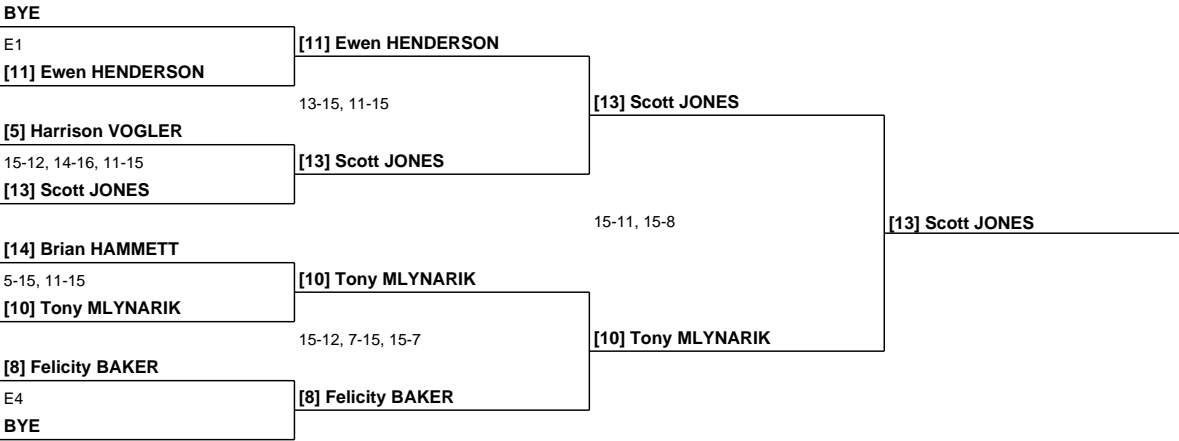 BYE
E1
[11] Ewen HENDERSON
[11] Ewen HENDERSON
13-15, 11-15
[13] Scott JONES
[5] Harrison VOGLER
15-12, 14-16, 11-15
[13] Scott JONES
[13] Scott JONES
15-11, 15-8
[13] Scott JONES
[14] Brian HAMMETT
5-15, 11-15
[10] Tony MLYNARIK
[10] Tony MLYNARIK
15-12, 7-15, 15-7
[10] Tony MLYNARIK
[8] Felicity BAKER
E4
[8] Felicity BAKER
BYE